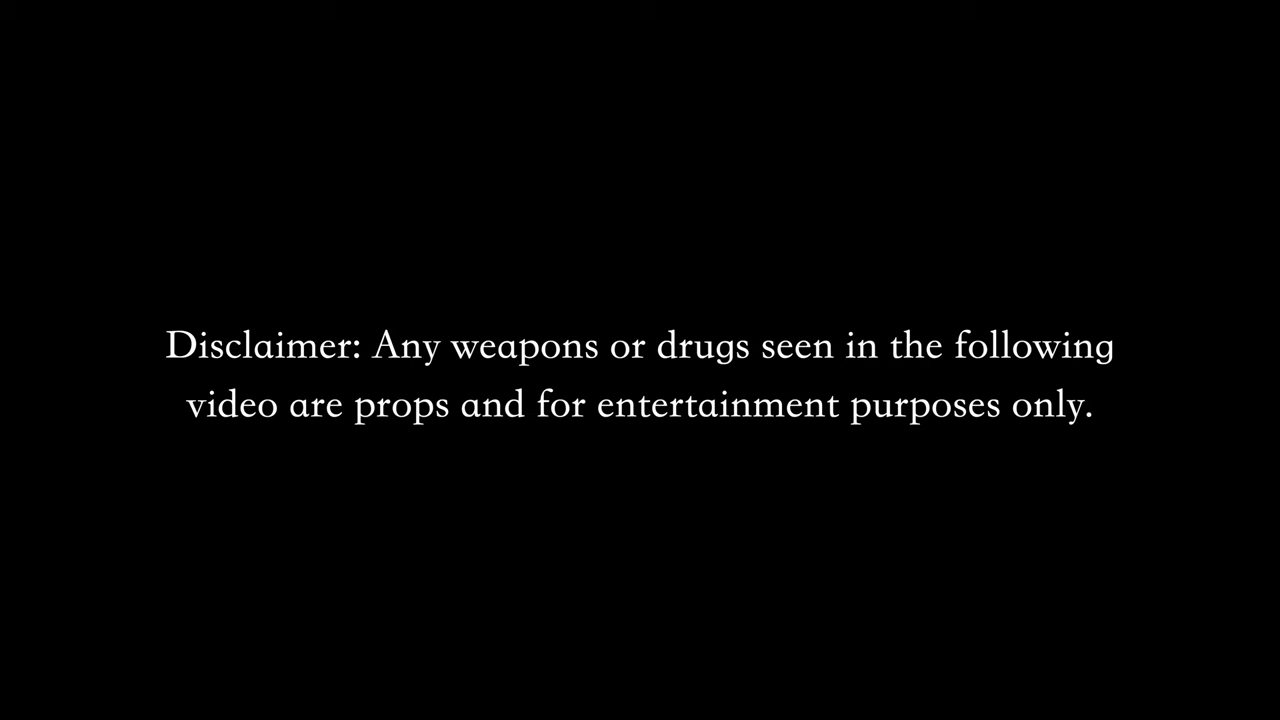 Disclaimer: Any weapons or drugs seen in the following
video are props and for entertainment purposes only.